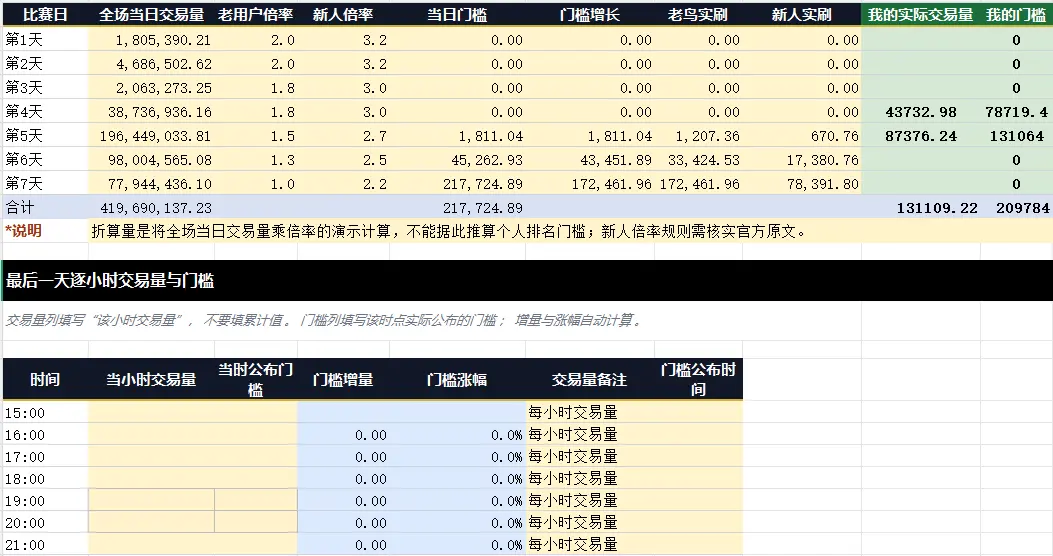 比赛日 全场当日交易量 老用户倍率 新人倍率 当日门槛 门槛增长 老鸟实刷 新人实刷 我的实际交易量 我的门槛
第1天 1,805,390.21 2.0 3.2 0.00 0.00 0.00 0.00 0
第2天 4,686,502.62 2.0 3.2 0.00 0.00 0.00 0.00 0
第3天 2,063,273.25 1.8 3.0 0.00 0.00 0.00 0.00 0
第4天 38,736,936.16 1.8 3.0 0.00 0.00 0.00 0.00 43732.98 78719.4
第5天 196,449,033.81 1.5 2.7 1,811.04 1,811.04 1,207.36 670.76 87376.24 131064
第6天 98,004,565.08 1.3 2.5 45,262.93 43,451.89 33,424.53 17,380.76 0
第7天 77,944,436.10 1.0 2.2 217,724.89 172,461.96 172,461.96 78,391.80 0
合计 419,690,137.23 217,724.89 131109.22 209784
*说明 折算量是将全场当日交易量乘倍率的演示计算，不能据此推算个人排名门槛；新人倍率规则需核实官方原文。
最后一天逐小时交易量与门槛
交易量列填写“该小时交易量”，不要填累计值。门槛列填写该时点实际公布的门槛；增量与涨幅自动计算。
时间 当小时交易量 当时公布门槛 门槛增量 门槛涨幅 交易量备注 门槛公布时间
15:00 每小时交易量
16:00 0.00 0.0% 每小时交易量
17:00 0.00 0.0% 每小时交易量
18:00 0.00 0.0% 每小时交易量
19:00 0.00 0.0% 每小时交易量
20:00 0.00 0.0% 每小时交易量
21:00 0.00 0.0% 每小时交易量